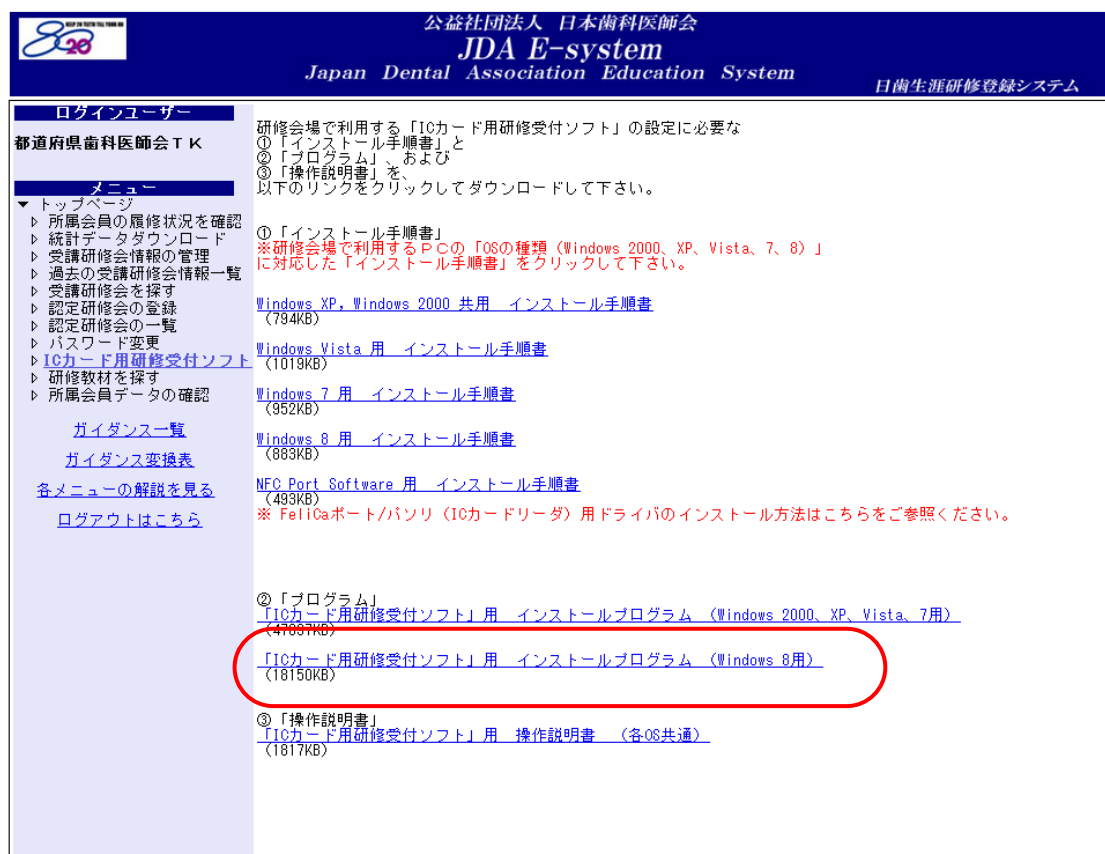 KEEP 20 TEETH TILL YOUR 80
8020
公益社団法人 日本歯科医師会
JDA E-system
Japan Dental Association Education System
日歯生涯研修登録システム
ログインユーザー
都道府県歯科医師会ＴＫ
メニュー
▼ トップページ
▷ 所属会員の履修状況を確認
▷ 統計データダウンロード
▷ 受講研修会情報の管理
▷ 過去の受講研修会情報一覧
▷ 受講研修会を探す
▷ 認定研修会の登録
▷ 認定研修会の一覧
▷ パスワード変更
▷ ICカード用研修受付ソフト
▷ 研修教材を探す
▷ 所属会員データの確認
ガイダンス一覧
ガイダンス変換表
各メニューの解説を見る
ログアウトはこちら
研修会場で利用する「ICカード用研修受付ソフト」の設定に必要な
①「インストール手順書」と
②「プログラム」、および
③「操作説明書」を、
以下のリンクをクリックしてダウンロードして下さい。
①「インストール手順書」
※研修会場で利用するＰＣの「OSの種類（Windows 2000、XP、Vista、7、8）」
に対応した「インストール手順書」をクリックして下さい。
Windows XP，Windows 2000 共用　インストール手順書
(794KB)
Windows Vista 用　インストール手順書
(1019KB)
Windows 7 用　インストール手順書
(952KB)
Windows 8 用　インストール手順書
(883KB)
NFC Port Software 用　インストール手順書
(493KB)
※ FeliCaポート/パソリ（ICカードリーダ）用ドライバのインストール方法はこちらをご参照ください。
②「プログラム」
「ICカード用研修受付ソフト」用　インストールプログラム　（Windows 2000、XP、Vista、7用）
(47897KB)
「ICカード用研修受付ソフト」用　インストールプログラム　（Windows 8用）
(18150KB)
③「操作説明書」
「ICカード用研修受付ソフト」用　操作説明書　（各OS共通）
(1817KB)